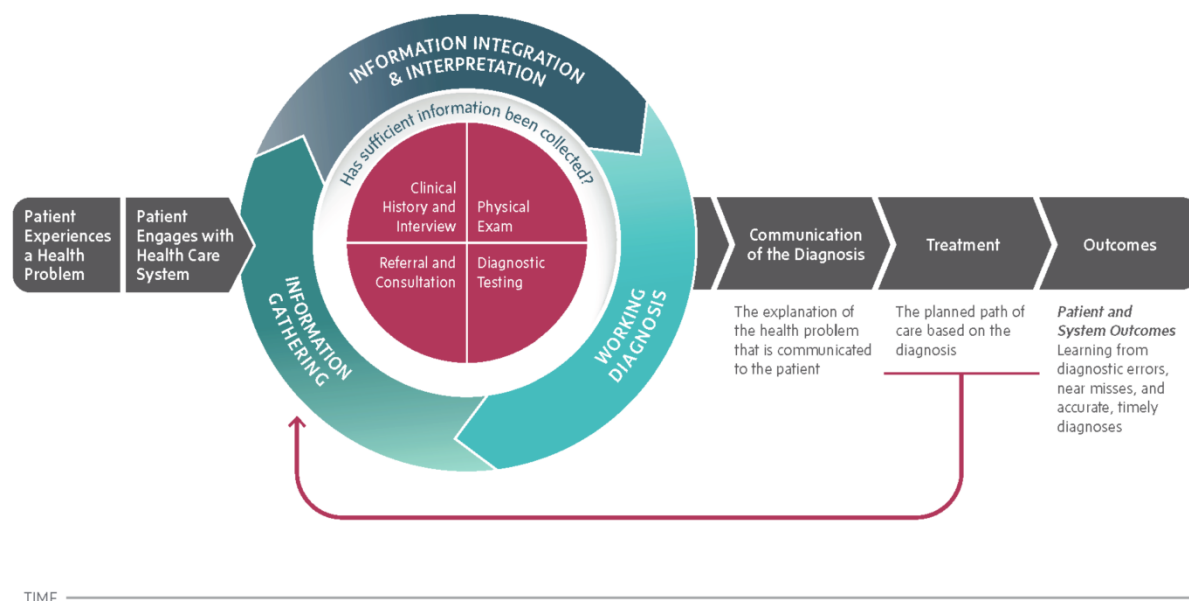 INFORMATION INTEGRATION
& INTERPRETATION
Has sufficient information been collected?
Clinical
History and
Interview
Physical
Exam
Referral and
Consultation
Diagnostic
Testing
INFORMATION
GATHERING
WORKING
DIAGNOSIS
Patient
Experiences
a Health
Problem
Patient
Engages with
Health Care
System
Communication
of the Diagnosis
Treatment
Outcomes
The explanation of
the health problem
that is communicated
to the patient
The planned path of
care based on the
diagnosis
Patient and
System Outcomes
Learning from
diagnostic errors,
near misses, and
accurate, timely
diagnoses
TIME